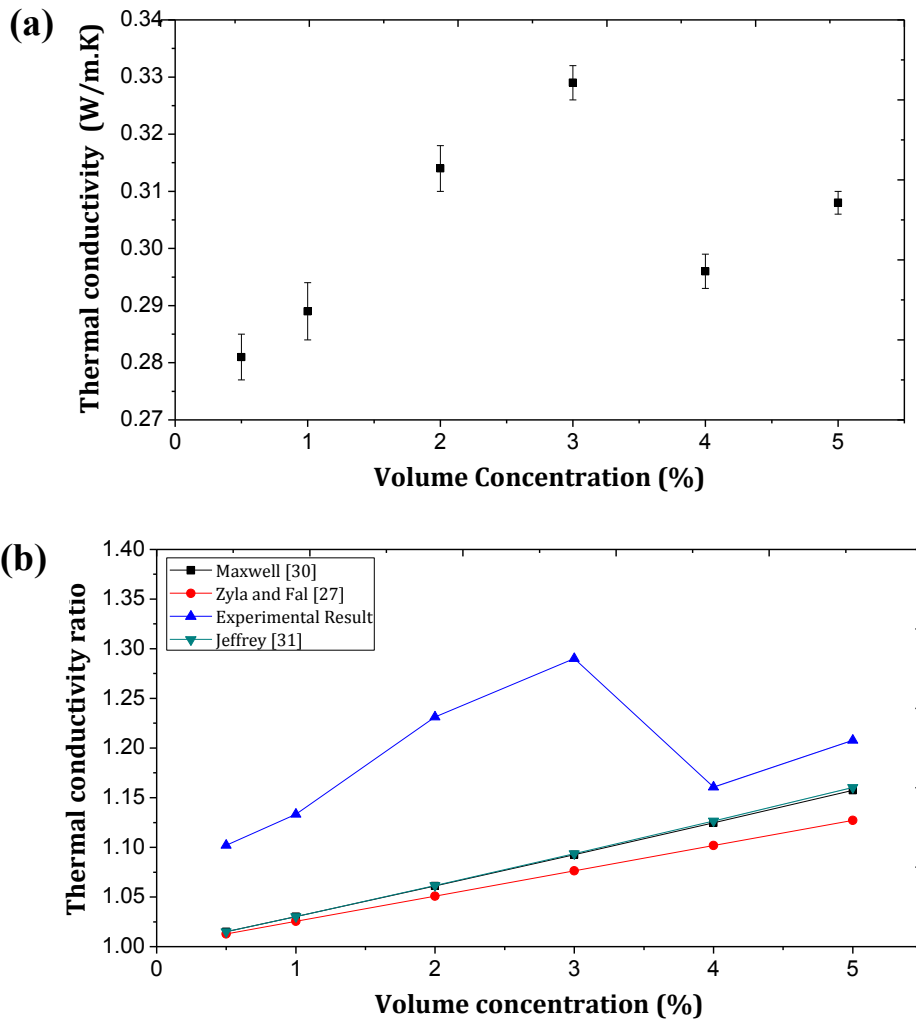 (a)
Thermal conductivity (W/m.K)
0.34
0.33
0.32
0.31
0.30
0.29
0.28
0.27
0 1 2 3 4 5
Volume Concentration (%)
(b)
Thermal conductivity ratio
1.40
1.35
1.30
1.25
1.20
1.15
1.10
1.05
1.00
Maxwell [30]
Zyla and Fal [27]
Experimental Result
Jeffrey [31]
0 1 2 3 4 5
Volume concentration (%)